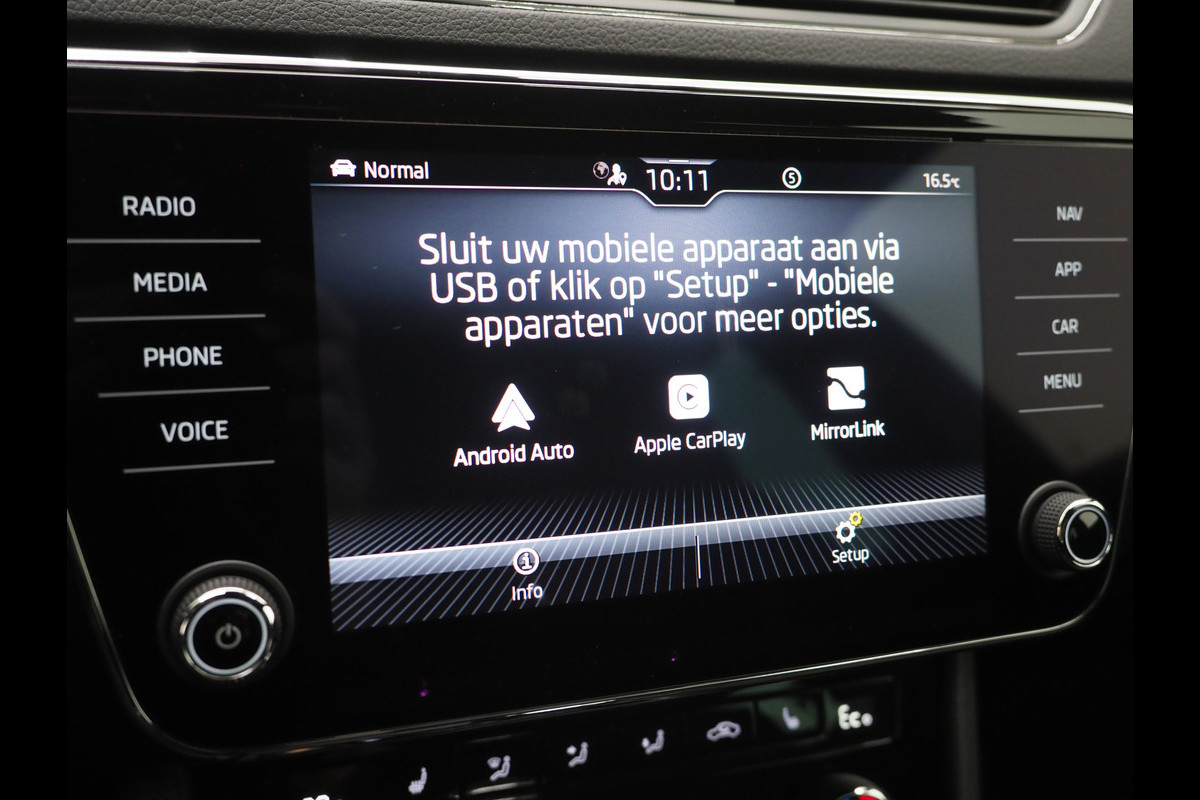 Normal
10:11
5
16.5℃
RADIO
MEDIA
PHONE
VOICE
Sluit uw mobiele apparaat aan via
USB of klik op "Setup" - "Mobiele
apparaten" voor meer opties.
Android Auto
Apple CarPlay
MirrorLink
Info
Setup
NAV
APP
CAR
MENU